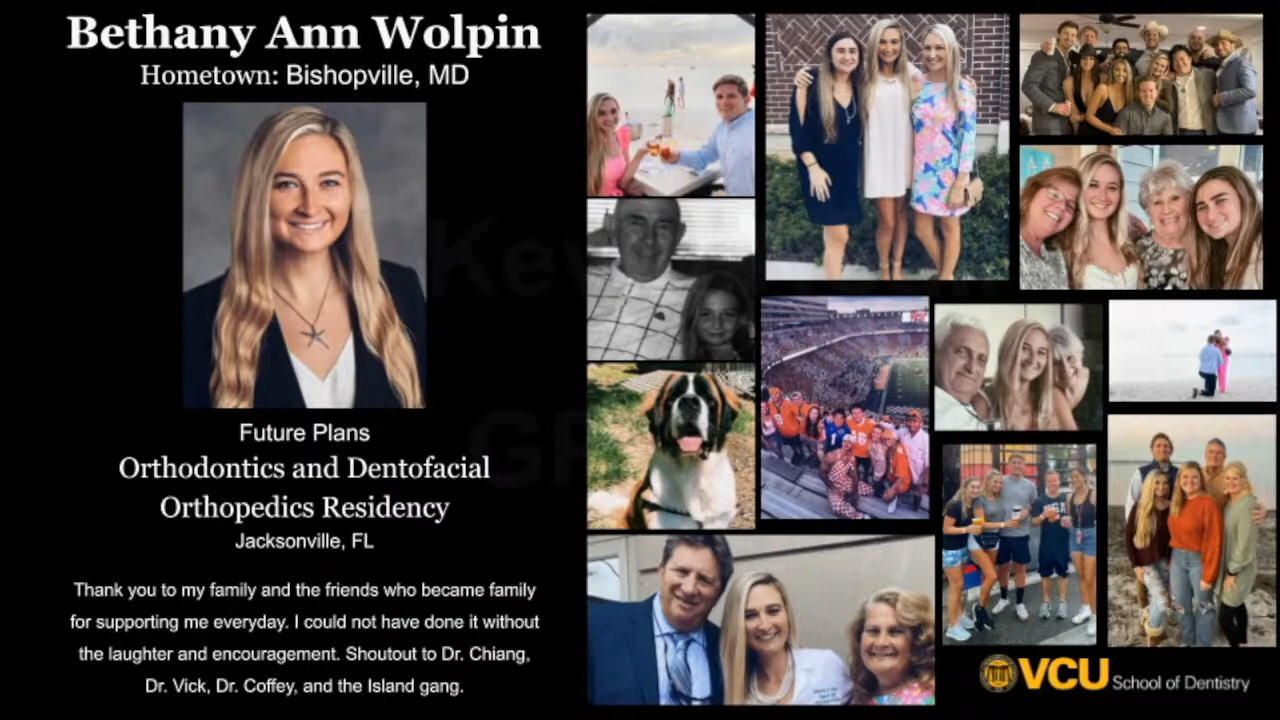 Bethany Ann Wolpin
Hometown: Bishopville, MD
Future Plans
Orthodontics and Dentofacial
Orthopedics Residency
Jacksonville, FL
Thank you to my family and the friends who became family
for supporting me everyday. I could not have done it without
the laughter and encouragement. Shoutout to Dr. Chiang,
Dr. Vick, Dr. Coffey, and the Island gang.
VCU School of Dentistry